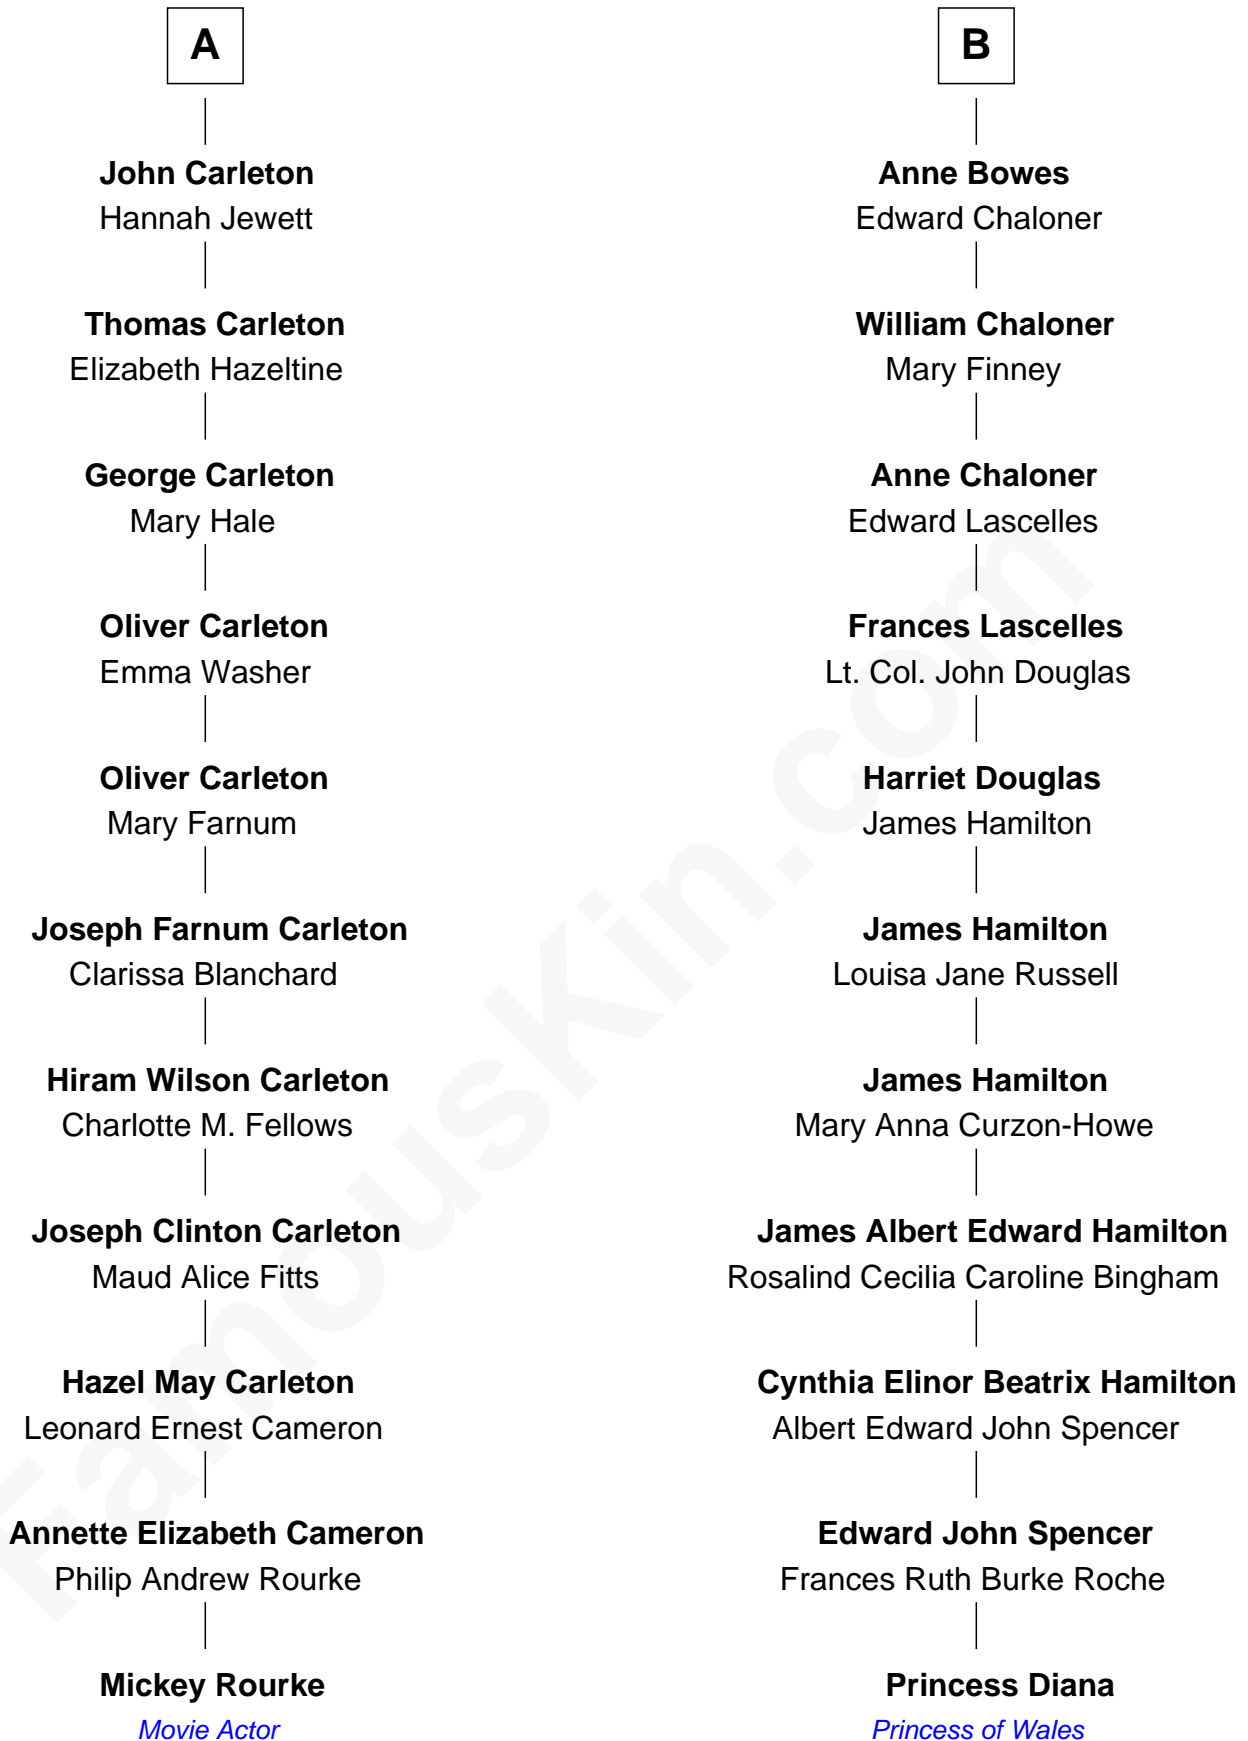 A
John Carleton
Hannah Jewett
Thomas Carleton
Elizabeth Hazeltine
George Carleton
Mary Hale
Oliver Carleton
Emma Washer
Oliver Carleton
Mary Farnum
Joseph Farnum Carleton
Clarissa Blanchard
Hiram Wilson Carleton
Charlotte M. Fellows
Joseph Clinton Carleton
Maud Alice Fitts
Hazel May Carleton
Leonard Ernest Cameron
Annette Elizabeth Cameron
Philip Andrew Rourke
Mickey Rourke
Movie Actor
B
Anne Bowes
Edward Chaloner
William Chaloner
Mary Finney
Anne Chaloner
Edward Lascelles
Frances Lascelles
Lt. Col. John Douglas
Harriet Douglas
James Hamilton
James Hamilton
Louisa Jane Russell
James Hamilton
Mary Anna Curzon-Howe
James Albert Edward Hamilton
Rosalind Cecilia Caroline Bingham
Cynthia Elinor Beatrix Hamilton
Albert Edward John Spencer
Edward John Spencer
Frances Ruth Burke Roche
Princess Diana
Princess of Wales
FamousKin.com